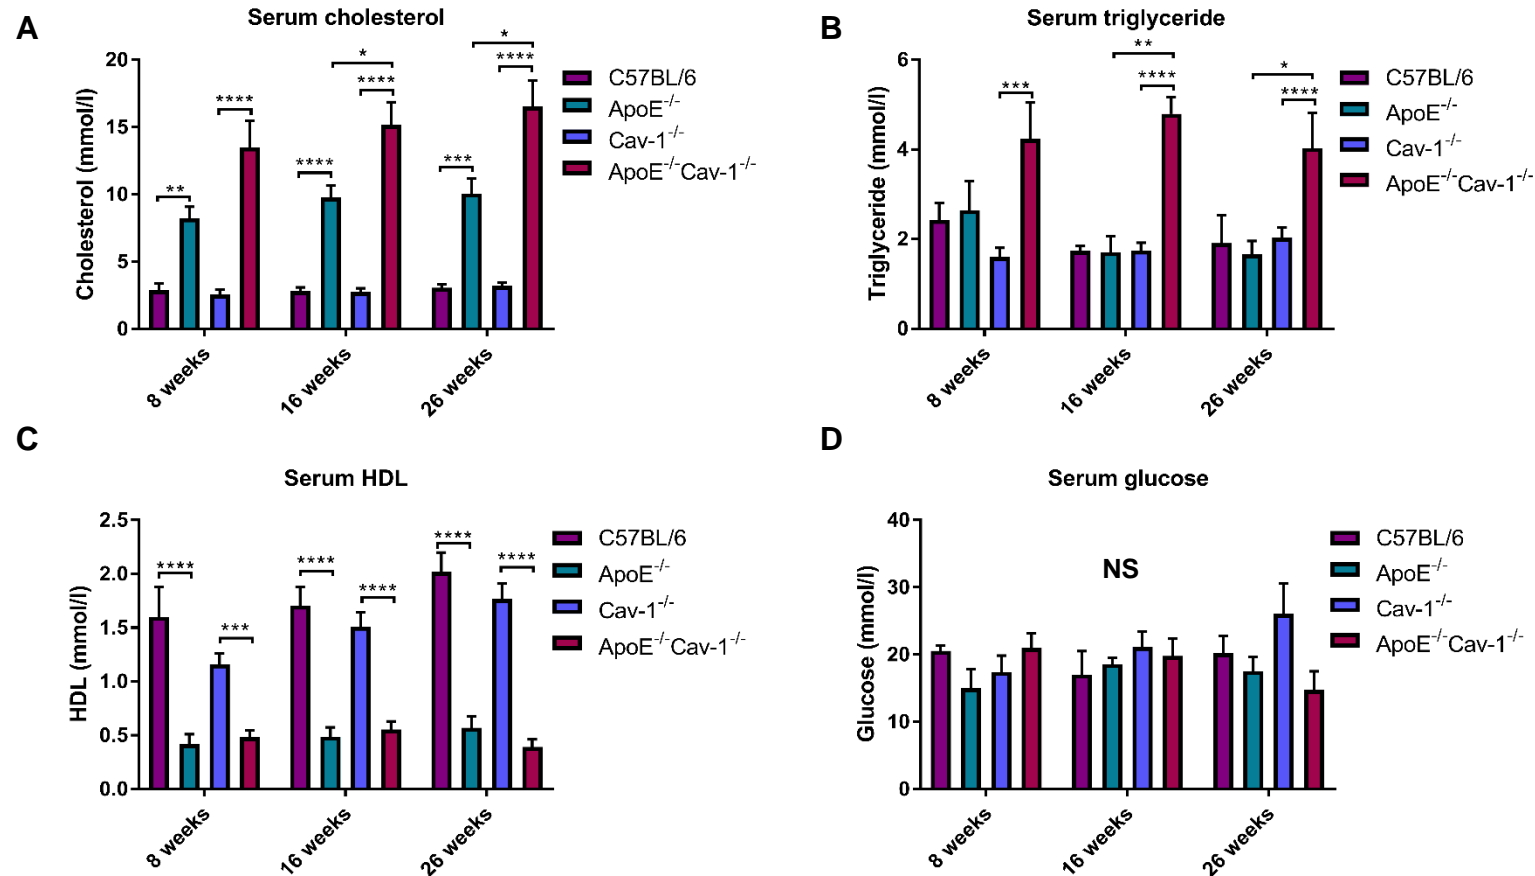 A
Serum cholesterol
Cholesterol (mmol/l)
20
15
10
5
0
**
****
****
*
****
***
*
****
8 weeks
16 weeks
26 weeks
C57BL/6
ApoE-/-
Cav-1-/-
ApoE-/-Cav-1-/-
B
Serum triglyceride
Triglyceride (mmol/l)
6
4
2
0
***
**
****
*
****
8 weeks
16 weeks
26 weeks
C57BL/6
ApoE-/-
Cav-1-/-
ApoE-/-Cav-1-/-
C
Serum HDL
HDL (mmol/l)
2.5
2.0
1.5
1.0
0.5
0.0
****
***
****
****
****
****
8 weeks
16 weeks
26 weeks
C57BL/6
ApoE-/-
Cav-1-/-
ApoE-/-Cav-1-/-
D
Serum glucose
Glucose (mmol/l)
40
30
20
10
0
NS
8 weeks
16 weeks
26 weeks
C57BL/6
ApoE-/-
Cav-1-/-
ApoE-/-Cav-1-/-